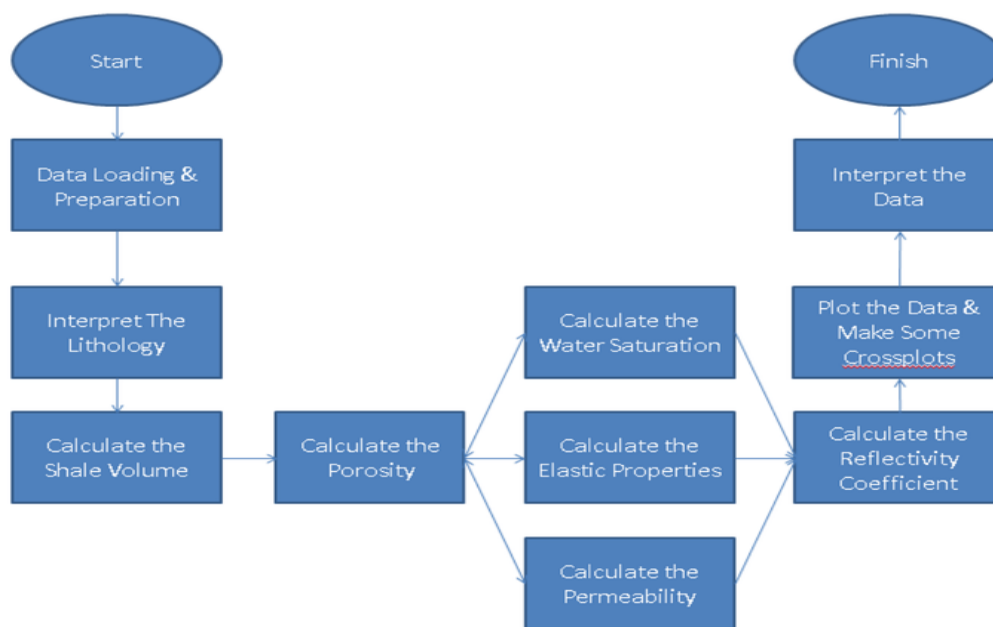 Start
Data Loading &
Preparation
Interpret The
Lithology
Calculate the
Shale Volume
Calculate the
Porosity
Calculate the
Water Saturation
Calculate the
Elastic Properties
Calculate the
Permeability
Calculate the
Reflectivity
Coefficient
Plot the Data &
Make Some
Crossplots
Interpret the
Data
Finish